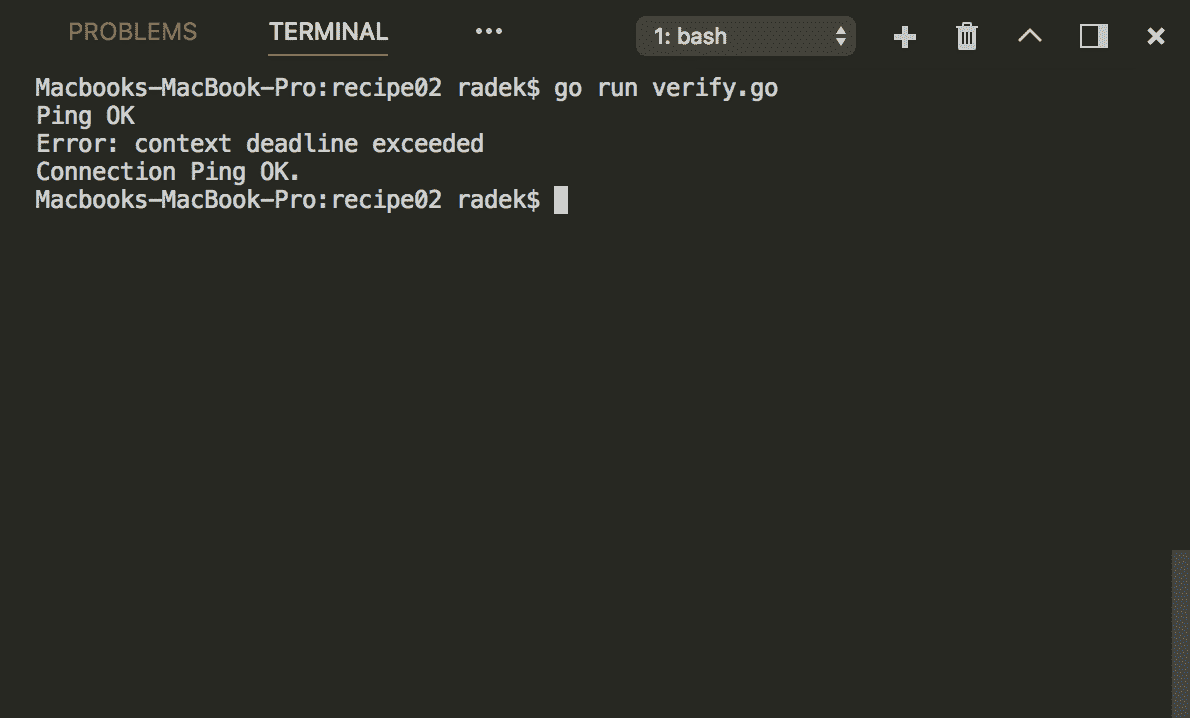 PROBLEMS TERMINAL ••• 1: bash
Macbooks-MacBook-Pro:recipe02 radek$ go run verify.go
Ping OK
Error: context deadline exceeded
Connection Ping OK.
Macbooks-MacBook-Pro:recipe02 radek$